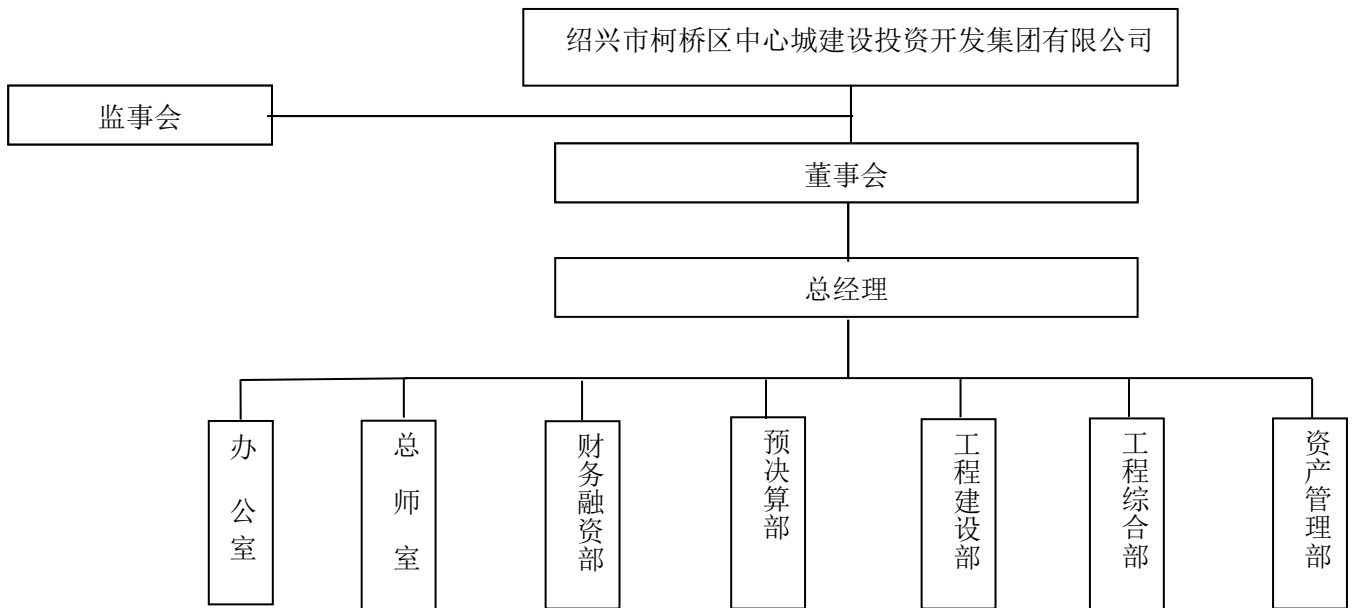 绍兴市柯桥区中心城建设投资开发集团有限公司
监事会
董事会
总经理
办公室
总师室
财务融资部
预决算部
工程建设部
工程综合部
资产管理部